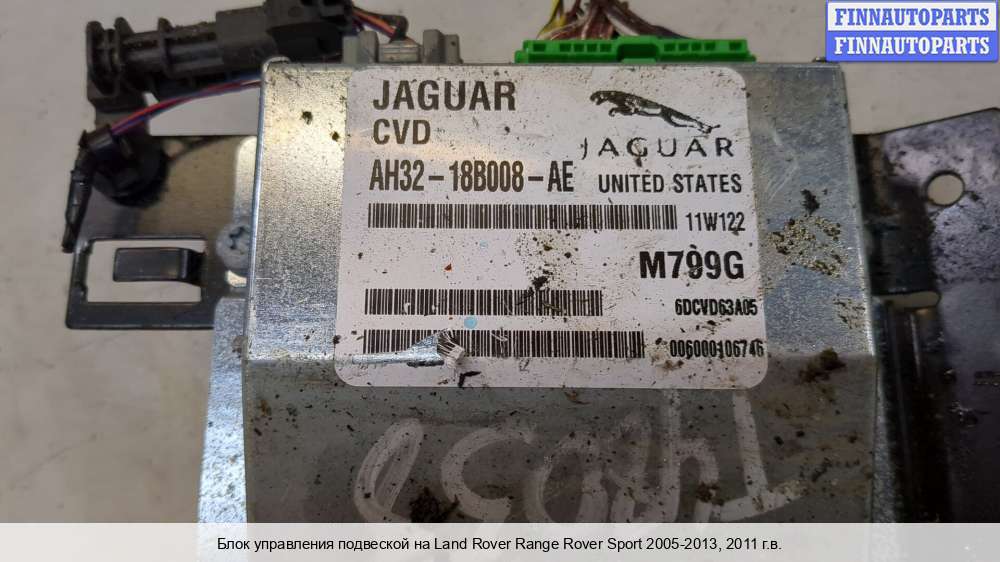 FINNAUTOPARTS
FINNAUTOPARTS
JAGUAR
CVD
JAGUAR
AH32-18B008-AE
UNITED STATES
11W122
M799G
6DCVD63A05
006000106746
Блок управления подвеской на Land Rover Range Rover Sport 2005-2013, 2011 г.в.